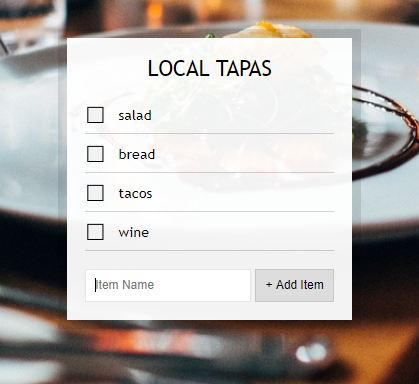 LOCAL TAPAS
salad
bread
tacos
wine
Item Name
+ Add Item